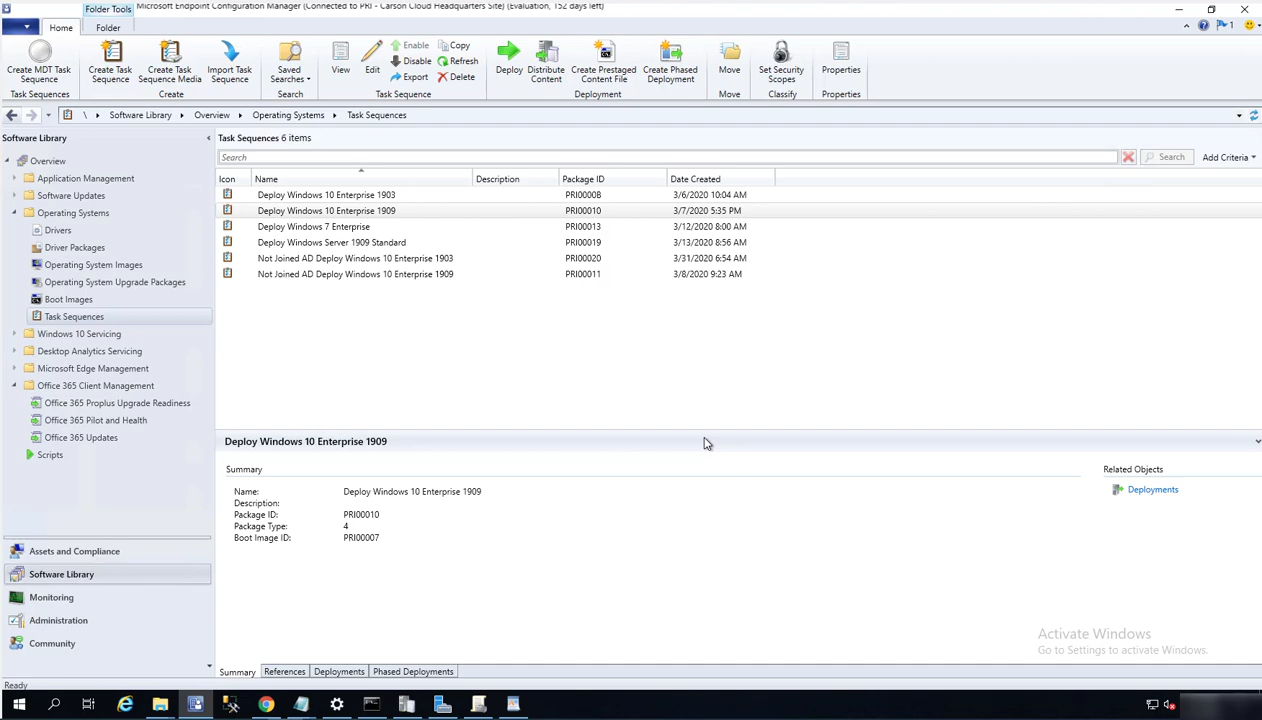 Folder Tools
Microsoft Endpoint Configuration Manager (Connected to PRI - Carson Cloud Headquarters Site) (Evaluation, 152 days left)
Home
Folder
1
Create MDT Task Sequence
Create Task Sequence
Create Task Sequence Media
Import Task Sequence
Saved Searches
View
Edit
Enable
Disable
Export
Copy
Refresh
Delete
Deploy
Distribute Content
Create Prestaged Content File
Create Phased Deployment
Move
Set Security Scopes
Properties
Task Sequences
Create
Search
Task Sequence
Deployment
Move
Classify
Properties
\ Software Library Overview Operating Systems Task Sequences
Software Library
Overview
Application Management
Software Updates
Operating Systems
Drivers
Driver Packages
Operating System Images
Operating System Upgrade Packages
Boot Images
Task Sequences
Windows 10 Servicing
Desktop Analytics Servicing
Microsoft Edge Management
Office 365 Client Management
Office 365 Proplus Upgrade Readiness
Office 365 Pilot and Health
Office 365 Updates
Scripts
Assets and Compliance
Software Library
Monitoring
Administration
Community
Task Sequences 6 items
Search
Search
Add Criteria
Icon Name Description Package ID Date Created
Deploy Windows 10 Enterprise 1903 PRI0000B 3/6/2020 10:04 AM
Deploy Windows 10 Enterprise 1909 PRI00010 3/7/2020 5:35 PM
Deploy Windows 7 Enterprise PRI00013 3/12/2020 8:00 AM
Deploy Windows Server 1909 Standard PRI00019 3/13/2020 8:56 AM
Not Joined AD Deploy Windows 10 Enterprise 1903 PRI00020 3/31/2020 6:54 AM
Not Joined AD Deploy Windows 10 Enterprise 1909 PRI00011 3/8/2020 9:23 AM
Deploy Windows 10 Enterprise 1909
Summary
Name: Deploy Windows 10 Enterprise 1909
Description:
Package ID: PRI00010
Package Type: 4
Boot Image ID: PRI00007
Related Objects
Deployments
Activate Windows
Go to Settings to activate Windows.
Summary References Deployments Phased Deployments
Ready